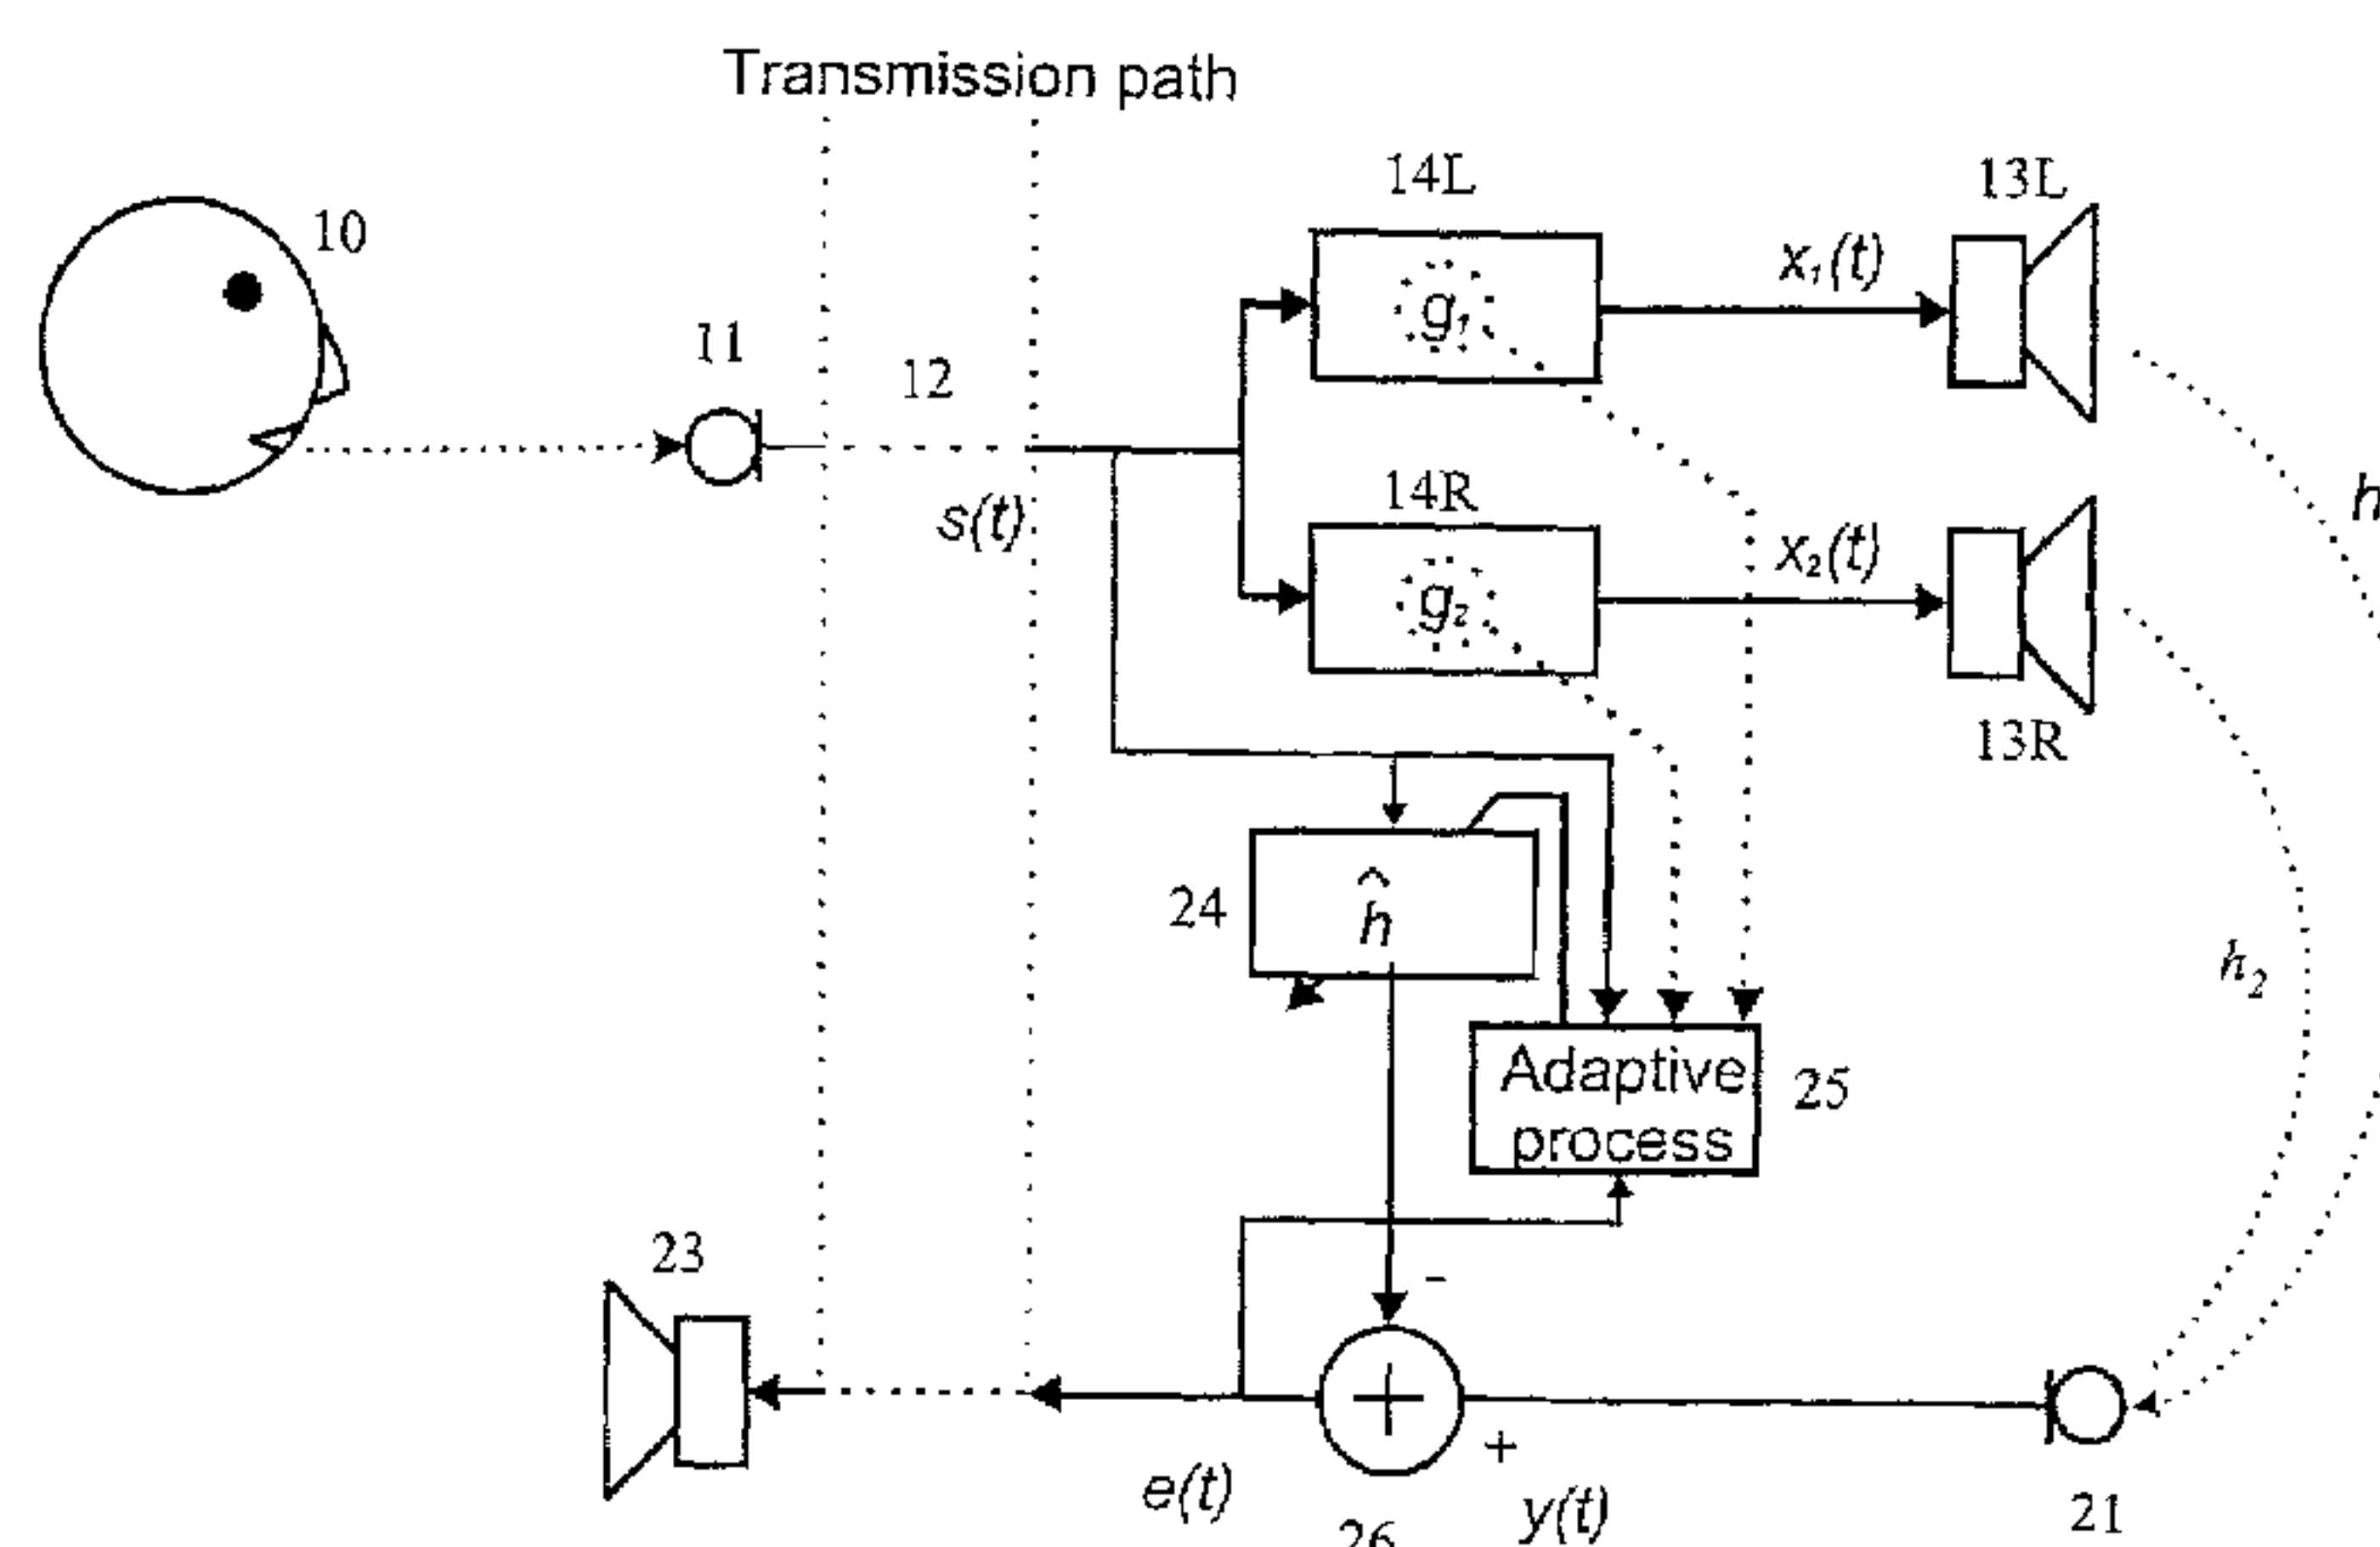 Transmission path
10
11
12
s(t)
14L
g₁
x₁(t)
13L
14R
g₂
x₂(t)
13R
h
24
ĥ
h₂
Adaptive
process
25
23
-
+
e(t)
y(t)
26
21